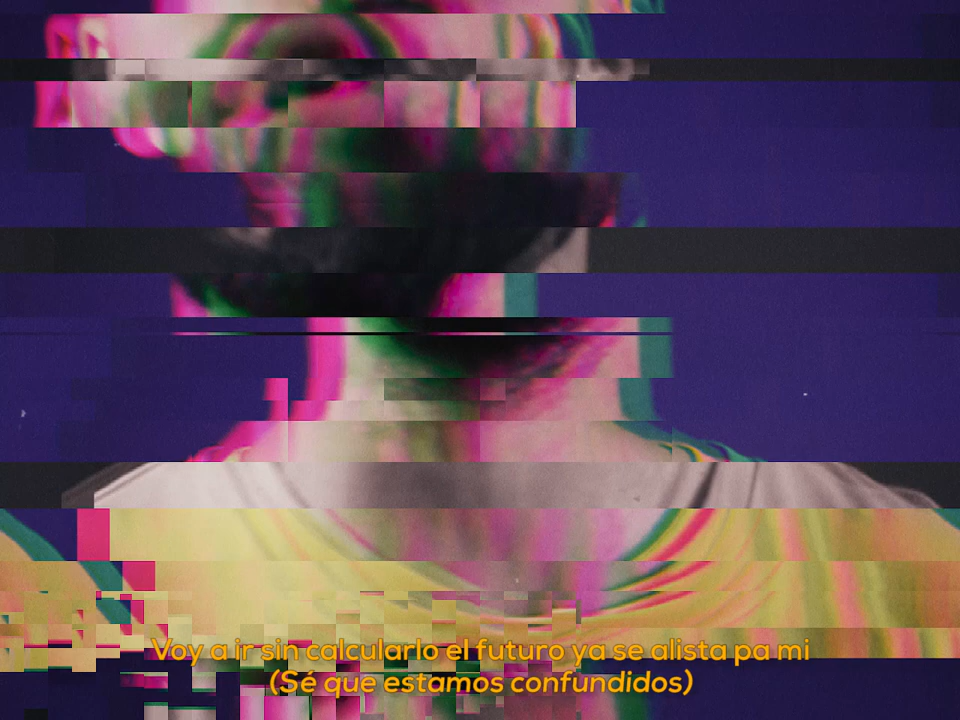 Voy a ir sin calcularlo el futuro ya se alista pa mi
(Sé que estamos confundidos)